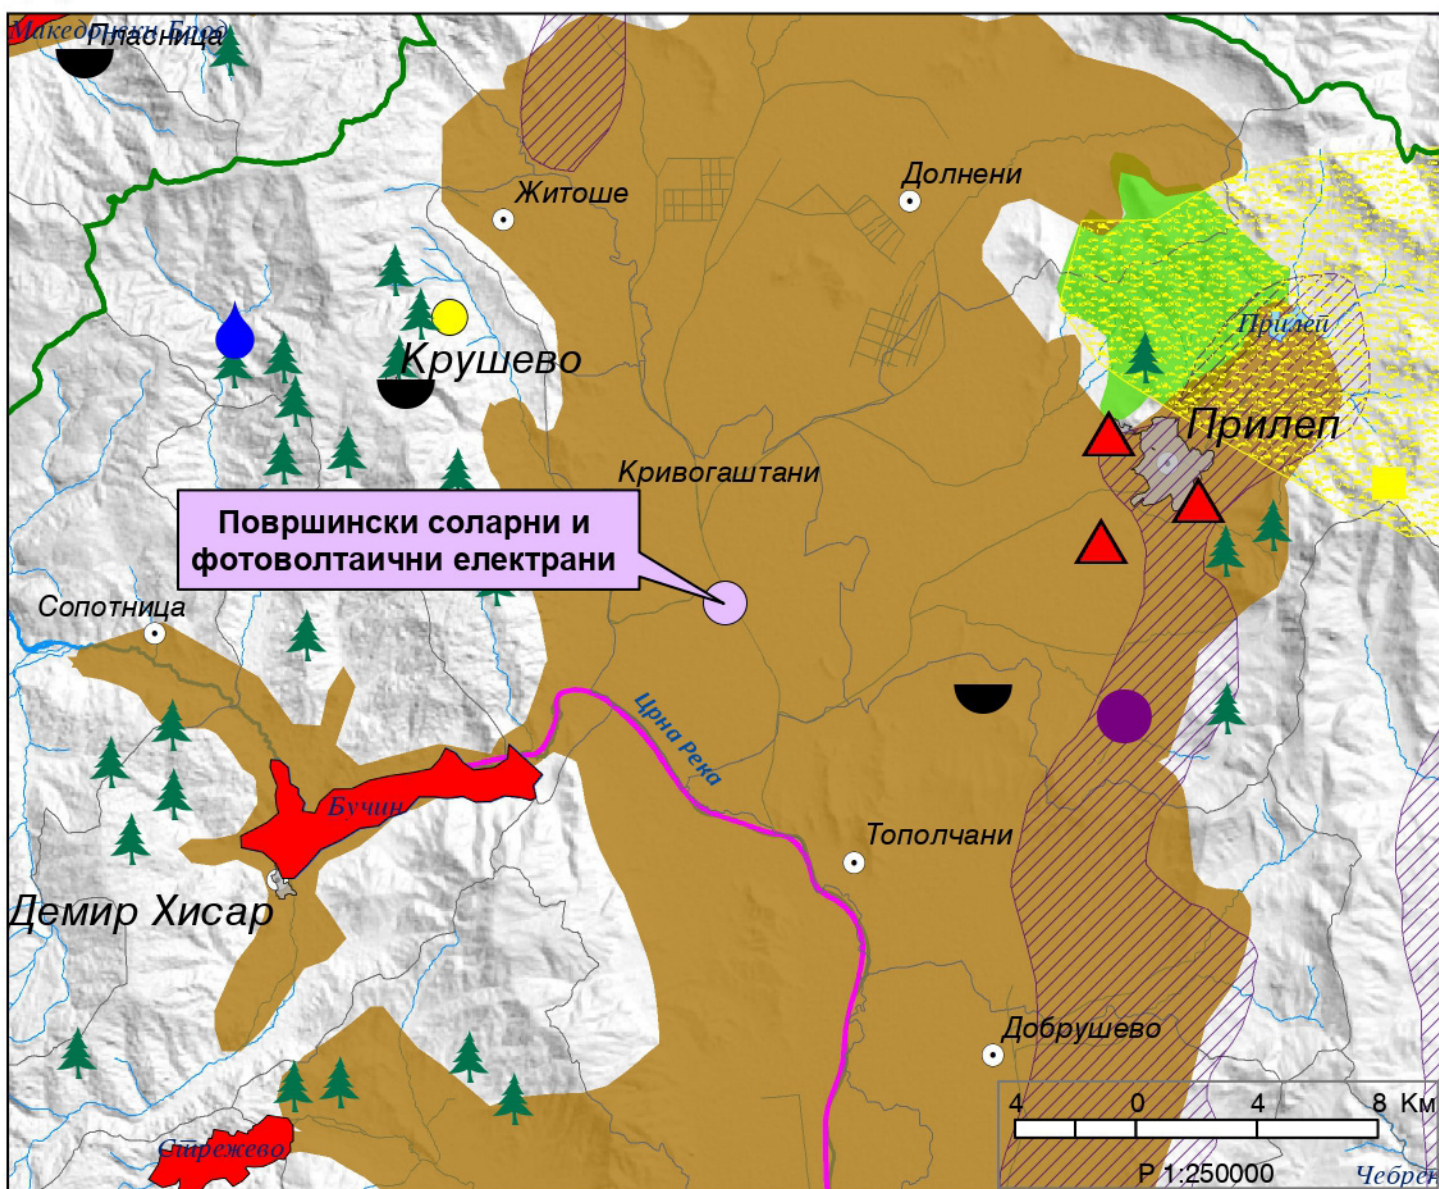 Македонски Брод
Пласница
Житоше
Долнени
Прилеп
Крушево
Прилеп
Кривогаштани
Површински соларни и
фотоволтаични електрани
Сопотница
Црна Река
Бучин
Тополчани
Демир Хисар
Добрушево
4 0 4 8 Км
Р 1:250000
Стрежево
Чебрен